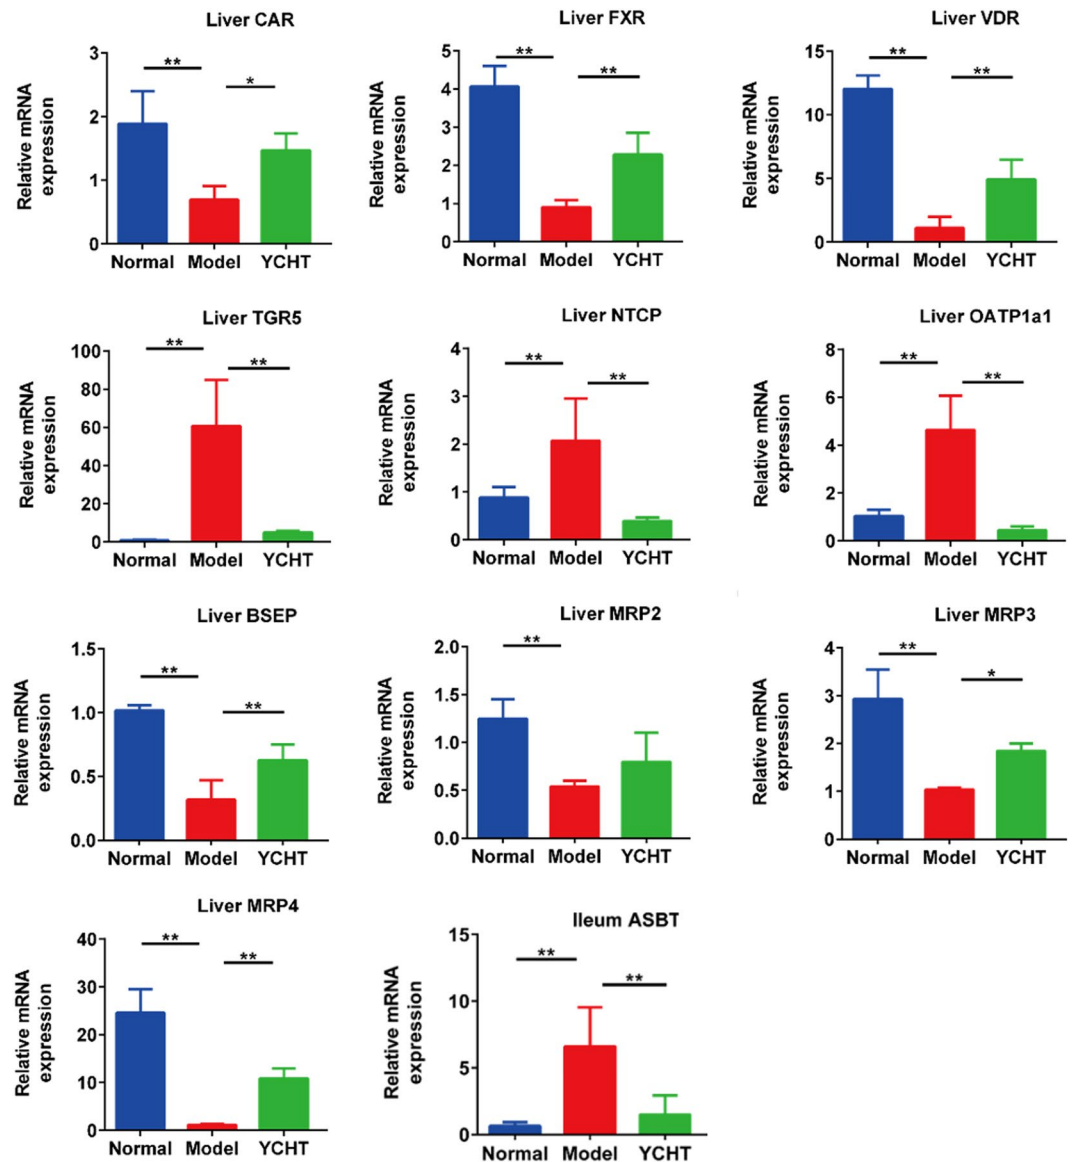 Liver CAR
Relative mRNA
expression
3
2
1
0
**
*
Normal Model YCHT
Liver FXR
Relative mRNA
expression
5
4
3
2
1
0
**
**
Normal Model YCHT
Liver VDR
Relative mRNA
expression
15
10
5
0
**
**
Normal Model YCHT
Liver TGR5
Relative mRNA
expression
100
80
60
40
20
0
**
**
Normal Model YCHT
Liver NTCP
Relative mRNA
expression
4
3
2
1
0
**
**
Normal Model YCHT
Liver OATP1a1
Relative mRNA
expression
8
6
4
2
0
**
**
Normal Model YCHT
Liver BSEP
Relative mRNA
expression
1.5
1.0
0.5
0.0
**
**
Normal Model YCHT
Liver MRP2
Relative mRNA
expression
2.0
1.5
1.0
0.5
0.0
**
Normal Model YCHT
Liver MRP3
Relative mRNA
expression
4
3
2
1
0
**
*
Normal Model YCHT
Liver MRP4
Relative mRNA
expression
40
30
20
10
0
**
**
Normal Model YCHT
Ileum ASBT
Relative mRNA
expression
15
10
5
0
**
**
Normal Model YCHT